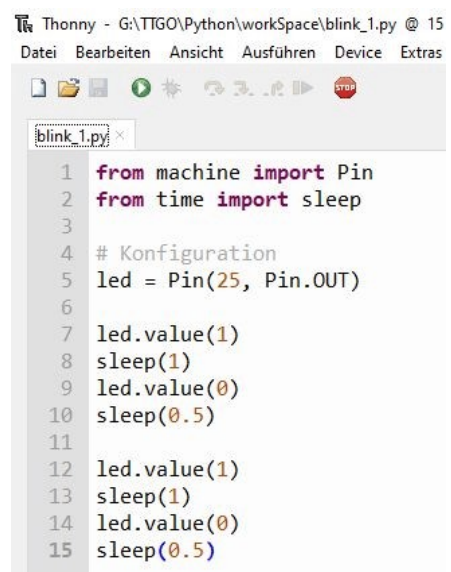 Thonny - G:\TTGO\Python\workSpace\blink_1.py @ 15
Datei Bearbeiten Ansicht Ausführen Device Extras
STOP
blink_1.py ×
1 from machine import Pin
2 from time import sleep
3
4 # Konfiguration
5 led = Pin(25, Pin.OUT)
6
7 led.value(1)
8 sleep(1)
9 led.value(0)
10 sleep(0.5)
11
12 led.value(1)
13 sleep(1)
14 led.value(0)
15 sleep(0.5)